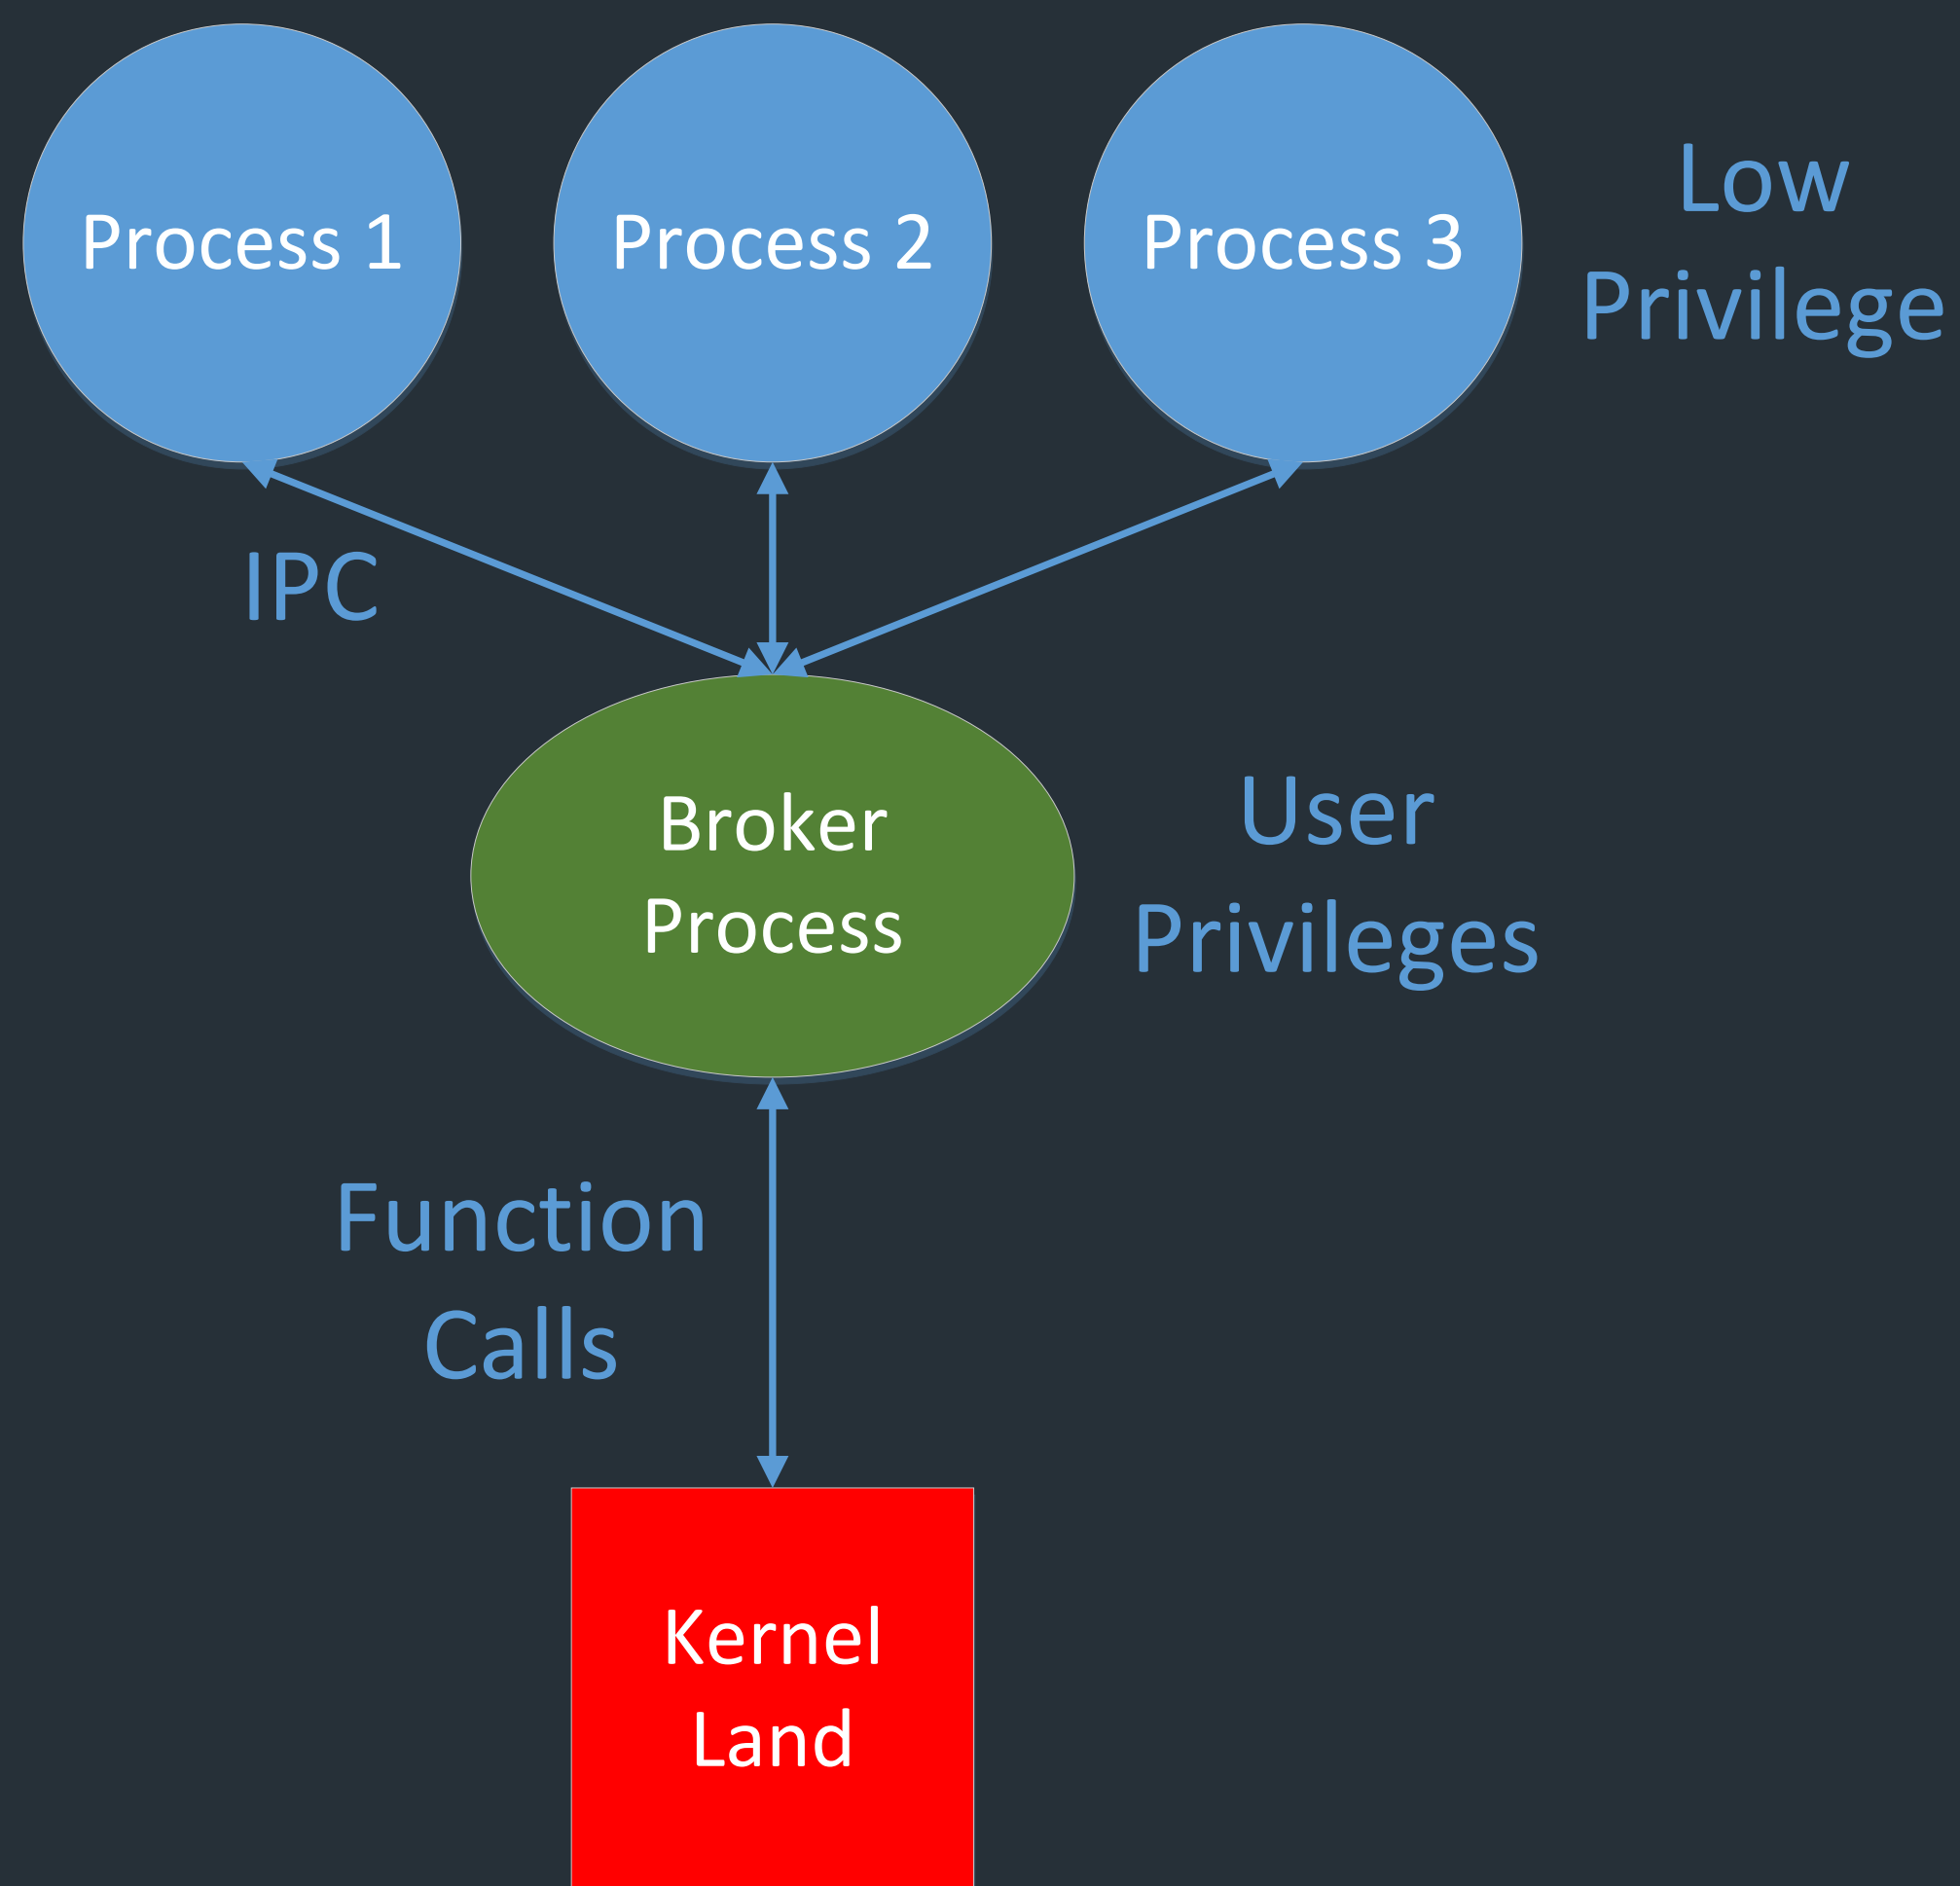 Process 1
Process 2
Process 3
Low
Privilege
IPC
Broker
Process
User
Privileges
Function
Calls
Kernel
Land